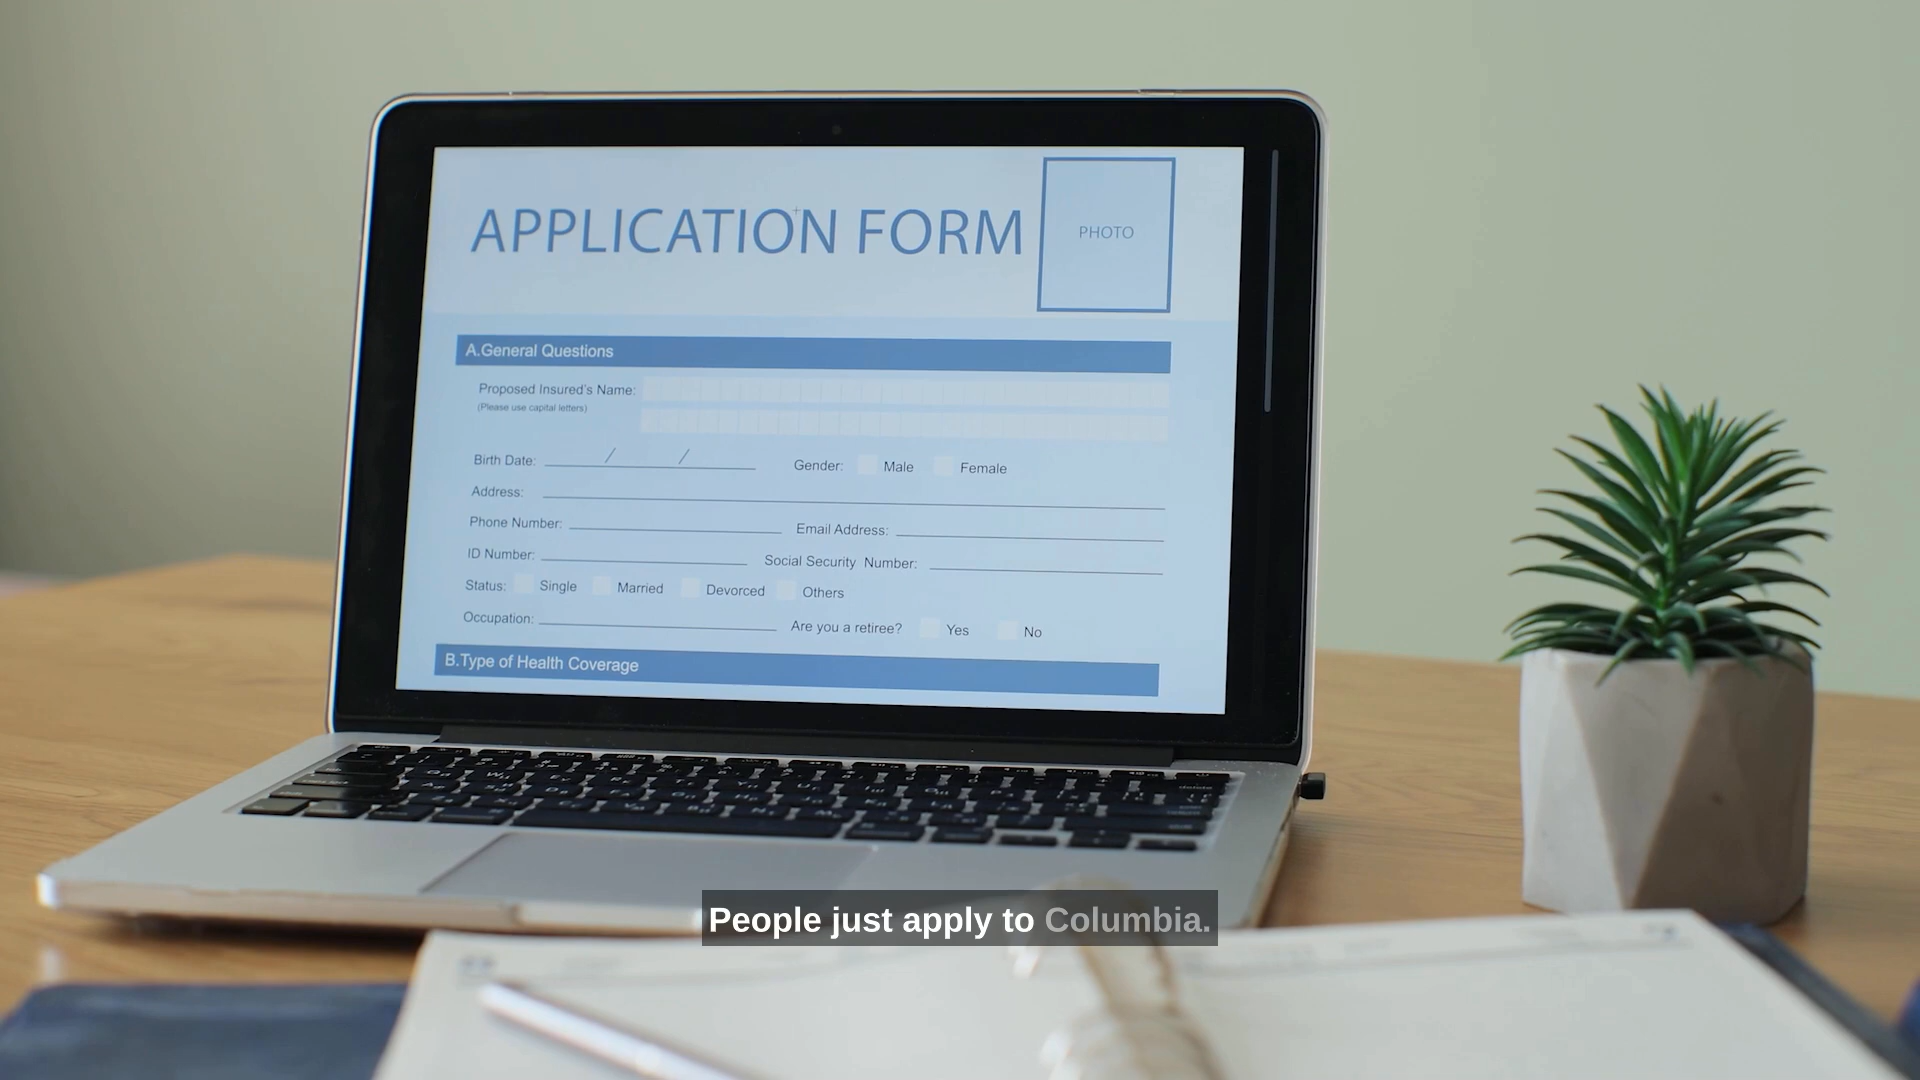 APPLICATION FORM
PHOTO
A.General Questions
Proposed Insured's Name:
(Please use capital letters)
Birth Date: / / Gender: Male Female
Address:
Phone Number: Email Address:
ID Number: Social Security Number:
Status: Single Married Devorced Others
Occupation: Are you a retiree? Yes No
B.Type of Health Coverage
People just apply to Columbia.